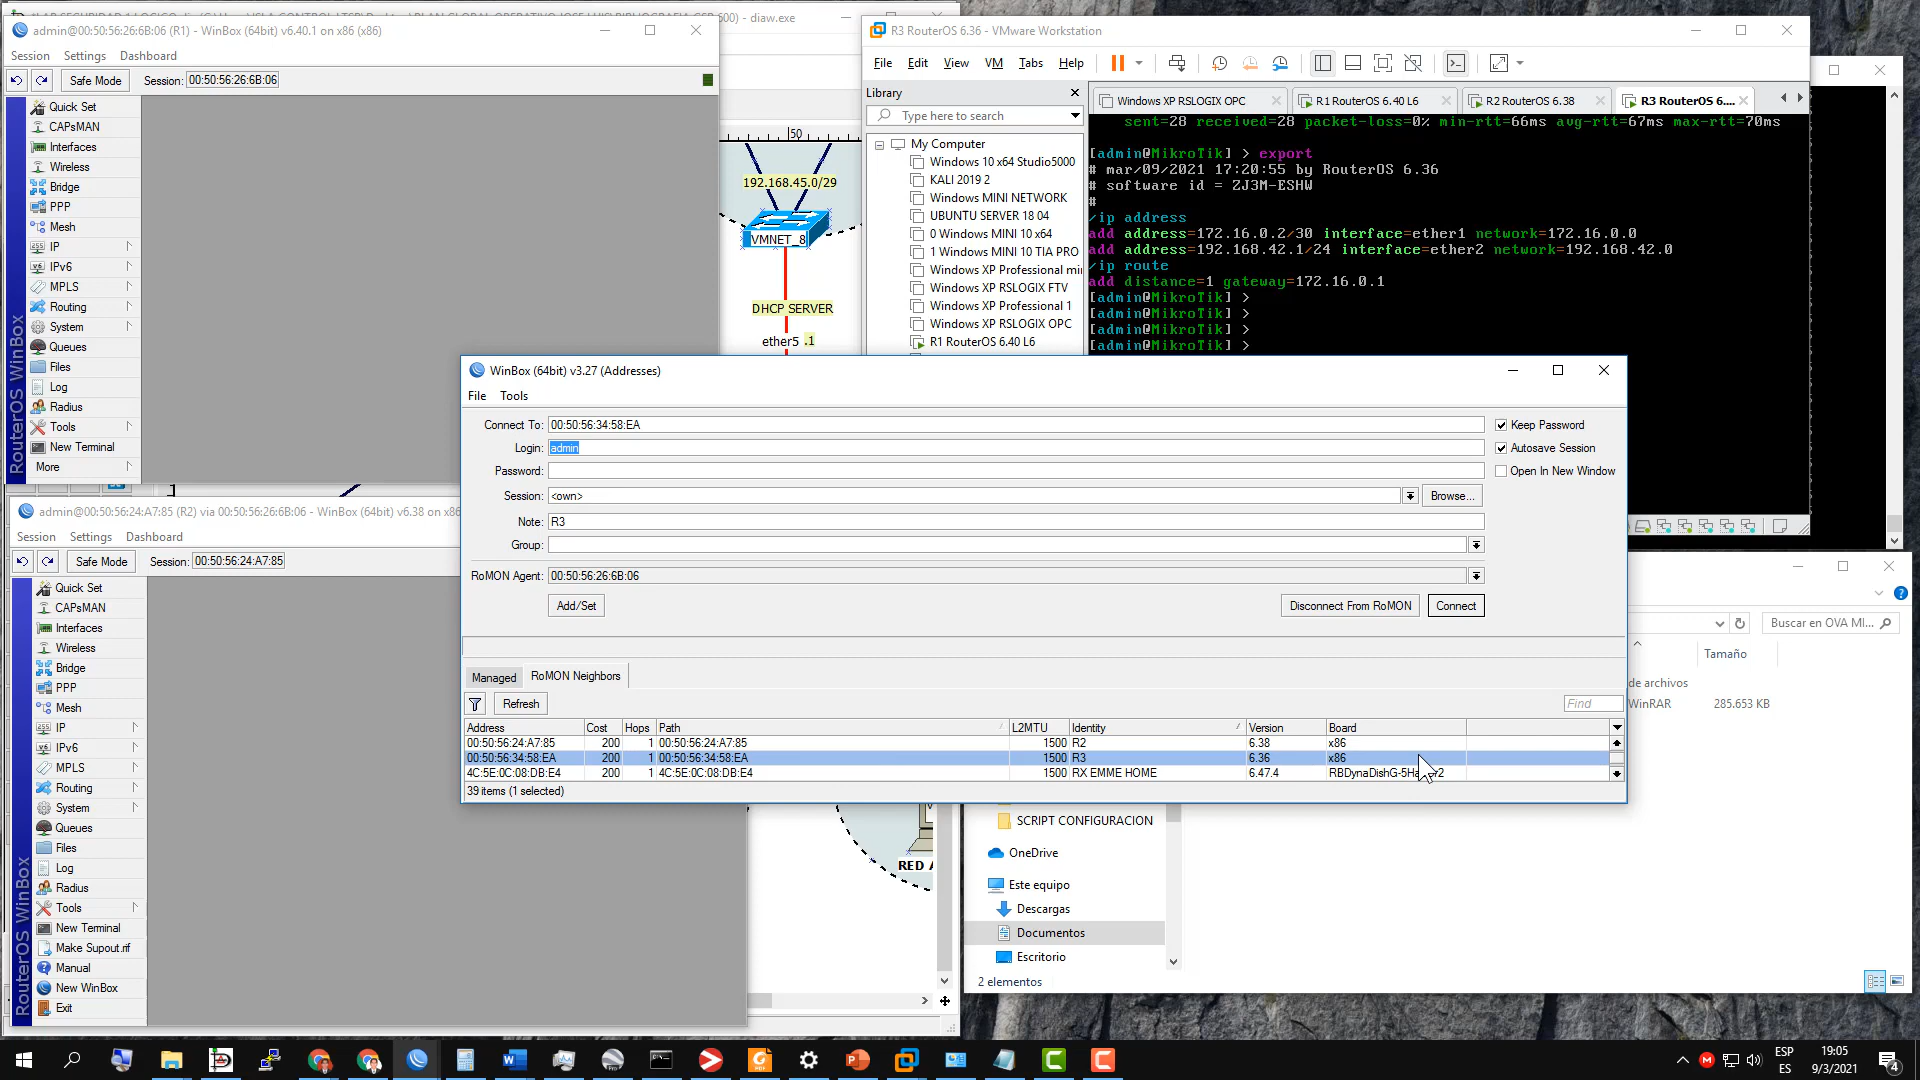 admin@00:50:56:26:6B:06 (R1) - WinBox (64bit) v6.40.1 on x86 (x86)
Session Settings Dashboard
Safe Mode Session: 00:50:56:26:6B:06
RouterOS WinBox
Quick Set
CAPsMAN
Interfaces
Wireless
Bridge
PPP
Mesh
IP
IPv6
MPLS
Routing
System
Queues
Files
Log
Radius
Tools
New Terminal
More
600) - diaw.exe
50
192.168.45.0/29
VMNET_8
DHCP SERVER
ether5 .1
RED
R3 RouterOS 6.36 - VMware Workstation
File Edit View VM Tabs Help
Library
Type here to search
My Computer
Windows 10 x64 Studio5000
KALI 2019 2
Windows MINI NETWORK
UBUNTU SERVER 18 04
0 Windows MINI 10 x64
1 Windows MINI 10 TIA PRO
Windows XP Professional mi
Windows XP RSLOGIX FTV
Windows XP Professional 1
Windows XP RSLOGIX OPC
R1 RouterOS 6.40 L6
Windows XP RSLOGIX OPC R1 RouterOS 6.40 L6 R2 RouterOS 6.38 R3 RouterOS 6....
sent=28 received=28 packet-loss=0% min-rtt=66ms avg-rtt=67ms max-rtt=70ms
[admin@MikroTik] > export
# mar/09/2021 17:20:55 by RouterOS 6.36
# software id = ZJ3M-ESHW
#
/ip address
add address=172.16.0.2/30 interface=ether1 network=172.16.0.0
add address=192.168.42.1/24 interface=ether2 network=192.168.42.0
/ip route
add distance=1 gateway=172.16.0.1
[admin@MikroTik] >
[admin@MikroTik] >
[admin@MikroTik] >
[admin@MikroTik] >
WinBox (64bit) v3.27 (Addresses)
File Tools
Connect To: 00:50:56:34:58:EA
Login: admin
Password:
Session: <own> Browse...
Note: R3
Group:
RoMON Agent: 00:50:56:26:6B:06
Keep Password
Autosave Session
Open In New Window
Add/Set Disconnect From RoMON Connect
Managed RoMON Neighbors
Refresh Find
Address Cost Hops Path L2MTU Identity Version Board
00:50:56:24:A7:85 200 1 00:50:56:24:A7:85 1500 R2 6.38 x86
00:50:56:34:58:EA 200 1 00:50:56:34:58:EA 1500 R3 6.36 x86
4C:5E:0C:08:DB:E4 200 1 4C:5E:0C:08:DB:E4 1500 RX EMME HOME 6.47.4
39 items (1 selected)
admin@00:50:56:24:A7:85 (R2) via 00:50:56:26:6B:06 - WinBox (64bit) v6.38 on x86
Session Settings Dashboard
Safe Mode Session: 00:50:56:24:A7:85
RouterOS WinBox
Quick Set
CAPsMAN
Interfaces
Wireless
Bridge
PPP
Mesh
IP
IPv6
MPLS
Routing
System
Queues
Files
Log
Radius
Tools
New Terminal
Make Supout.rif
Manual
New WinBox
Exit
Buscar en OVA MI...
Tamaño
de archivos
WinRAR 285.653 KB
SCRIPT CONFIGURACION
OneDrive
Este equipo
Descargas
Documentos
Escritorio
2 elementos
ESP
ES
19:05
9/3/2021
4